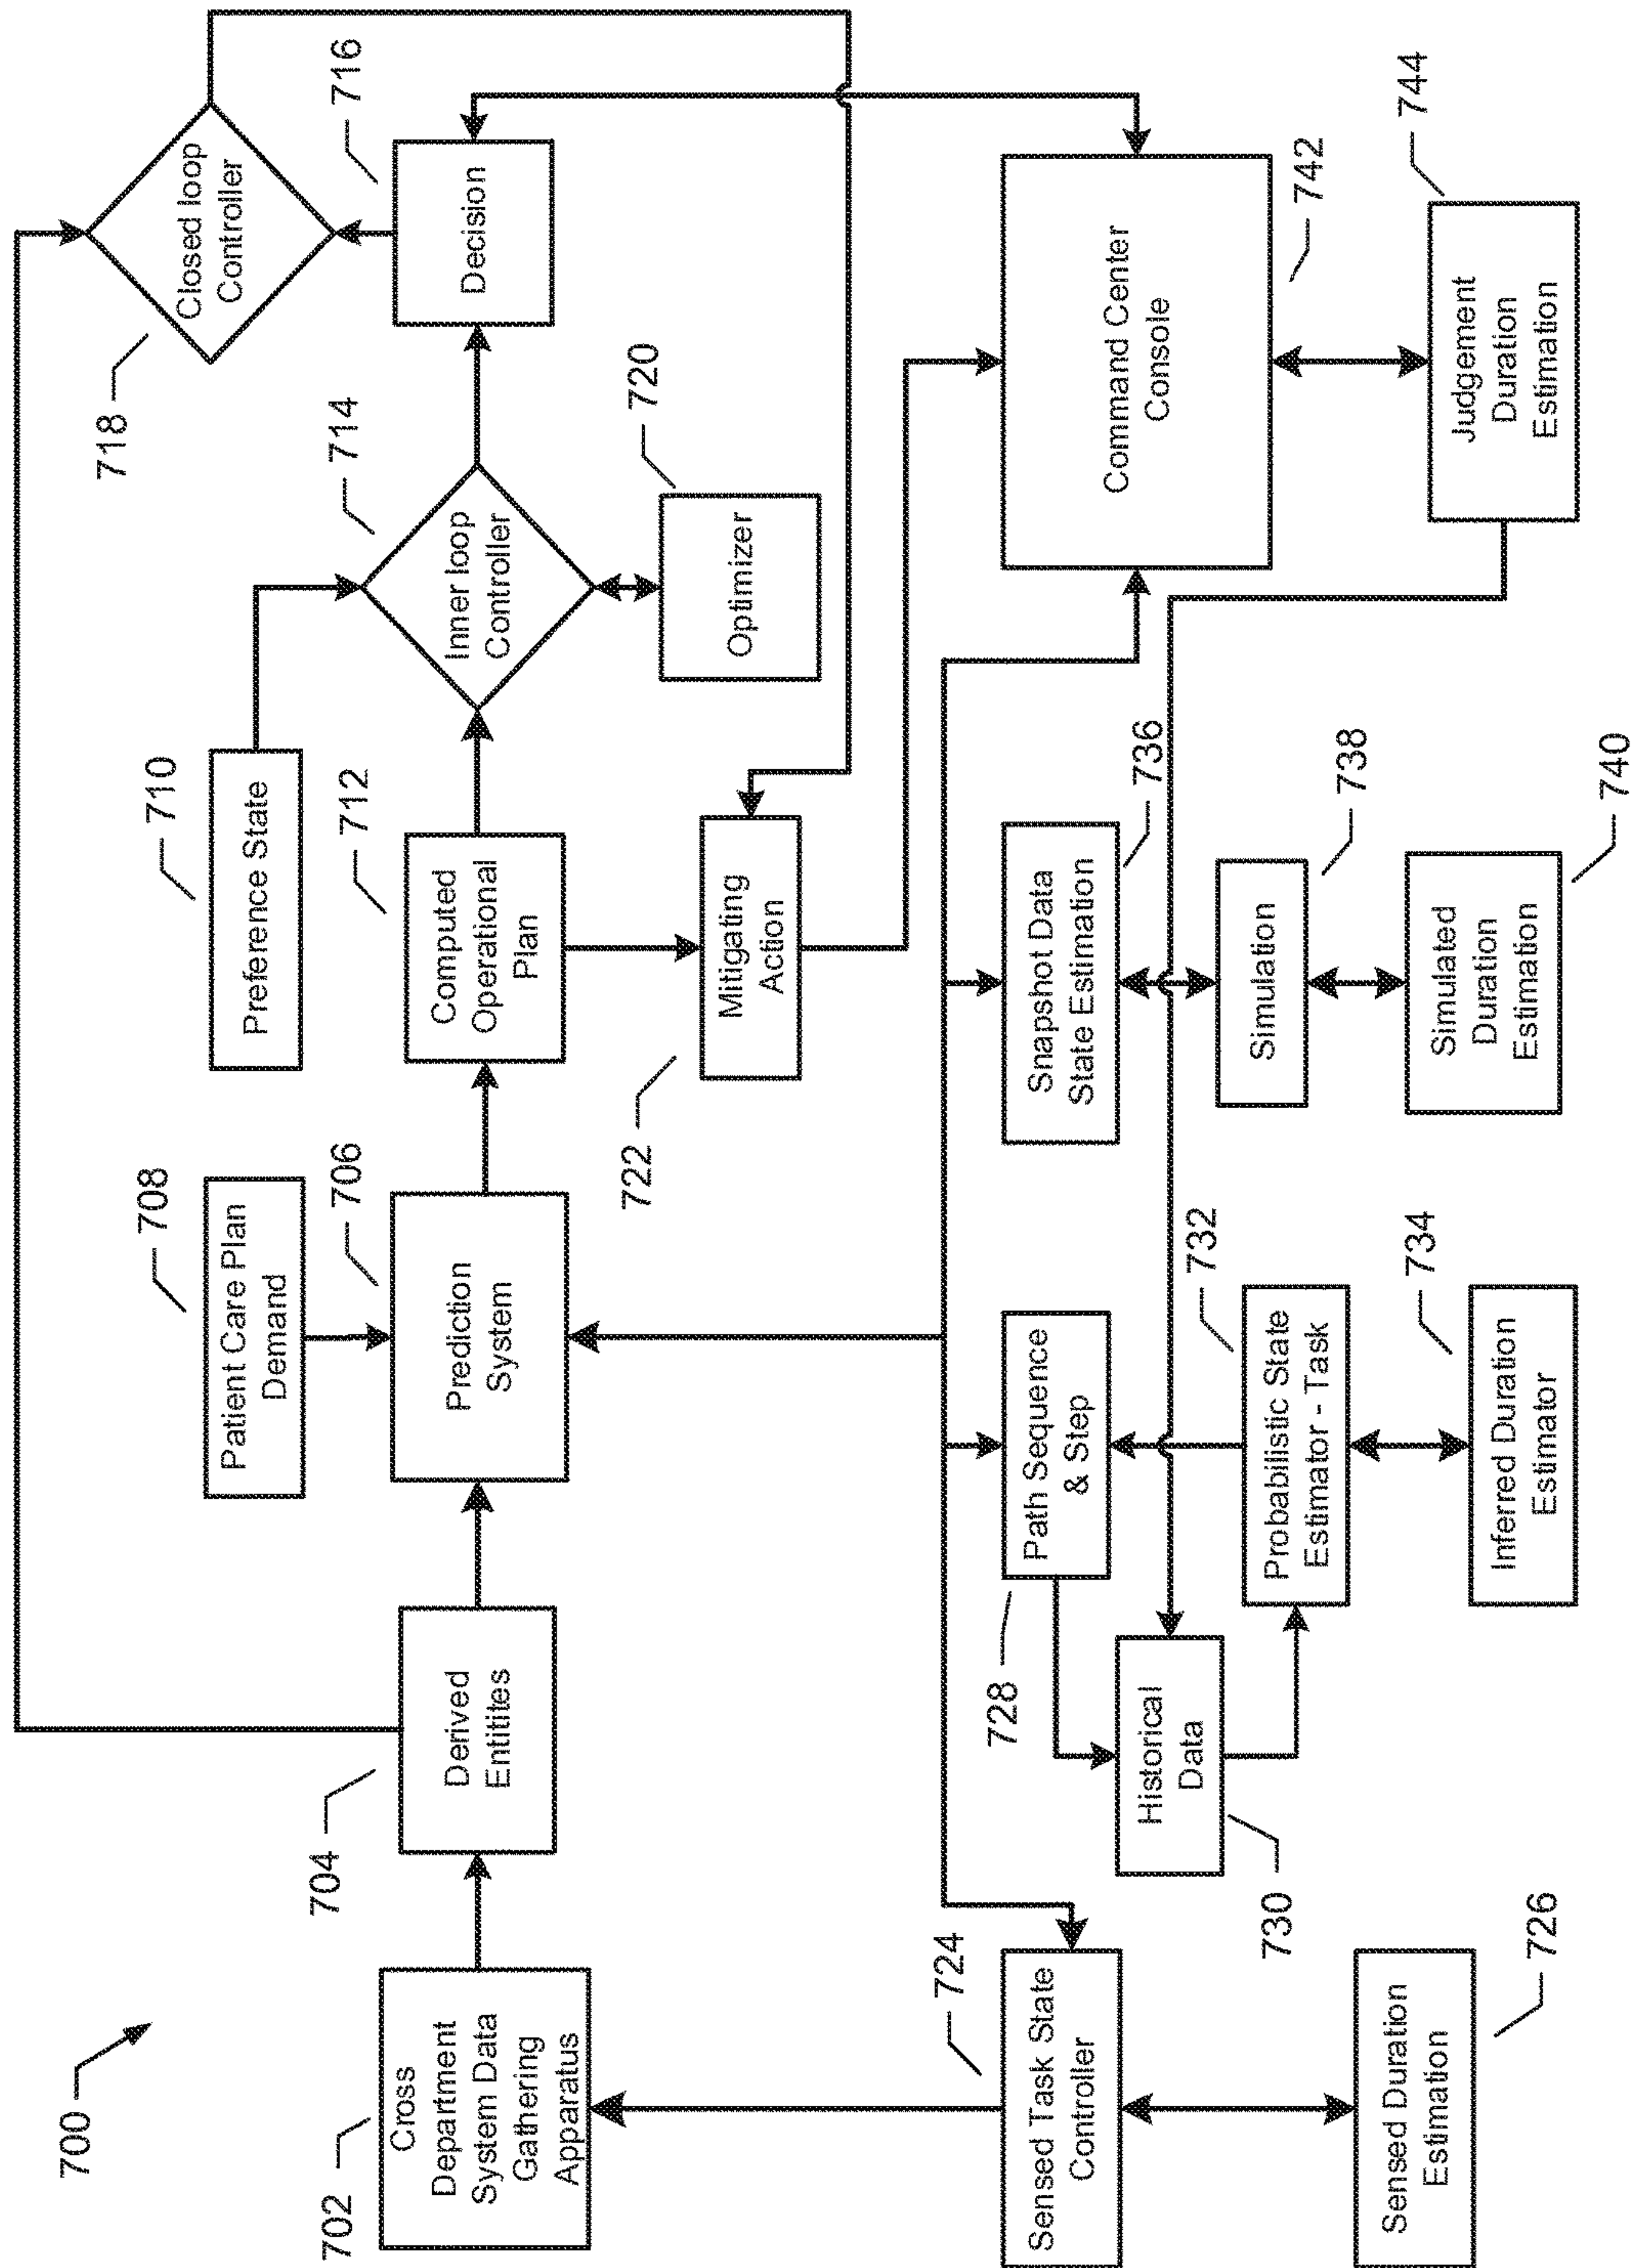 700
702
Cross
Department
System Data
Gathering
Apparatus
704
Derived
Entitites
708
Patient Care Plan
Demand
706
Prediction
System
710
Preference State
712
Computed
Operational
Plan
714
Inner loop
Controller
716
Decision
718
Closed loop
Controller
720
Optimizer
722
Mitigating
Action
724
Sensed Task State
Controller
726
Sensed Duration
Estimation
728
Path Sequence
& Step
730
Historical
Data
732
Probabilistic State
Estimator - Task
734
Inferred Duration
Estimator
736
Snapshot Data
State Estimation
738
Simulation
740
Simulated
Duration
Estimation
742
Command Center
Console
744
Judgement
Duration
Estimation